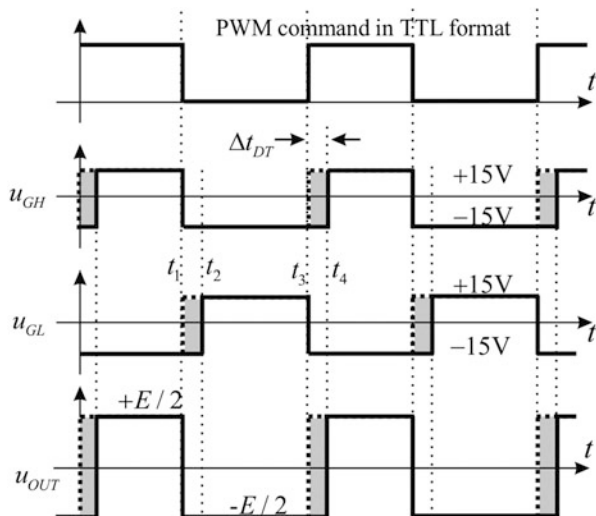 PWM command in TTL format
t
Δt_DT
u_GH
+15V
t
−15V
t_1 t_2 t_3 t_4
+15V
u_GL
t
−15V
+E / 2
u_OUT
t
-E / 2